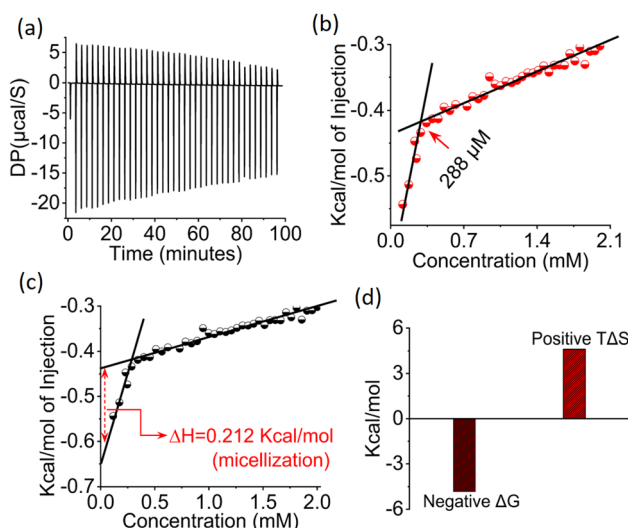 (a)
DP(μcal/S)
5
0
-5
-10
-15
-20
0 20 40 60 80 100
Time (minutes)
(b)
Kcal/mol of Injection
-0.3
-0.4
-0.5
288 μM
0.0 0.7 1.4 2.1
Concentration (mM)
(c)
Kcal/mol of Injection
-0.3
-0.4
-0.5
-0.6
-0.7
ΔH=0.212 Kcal/mol
(micellization)
0.0 0.5 1.0 1.5 2.0
Concentration (mM)
(d)
Kcal/mol
6
3
0
-3
-6
Positive TΔS
Negative ΔG